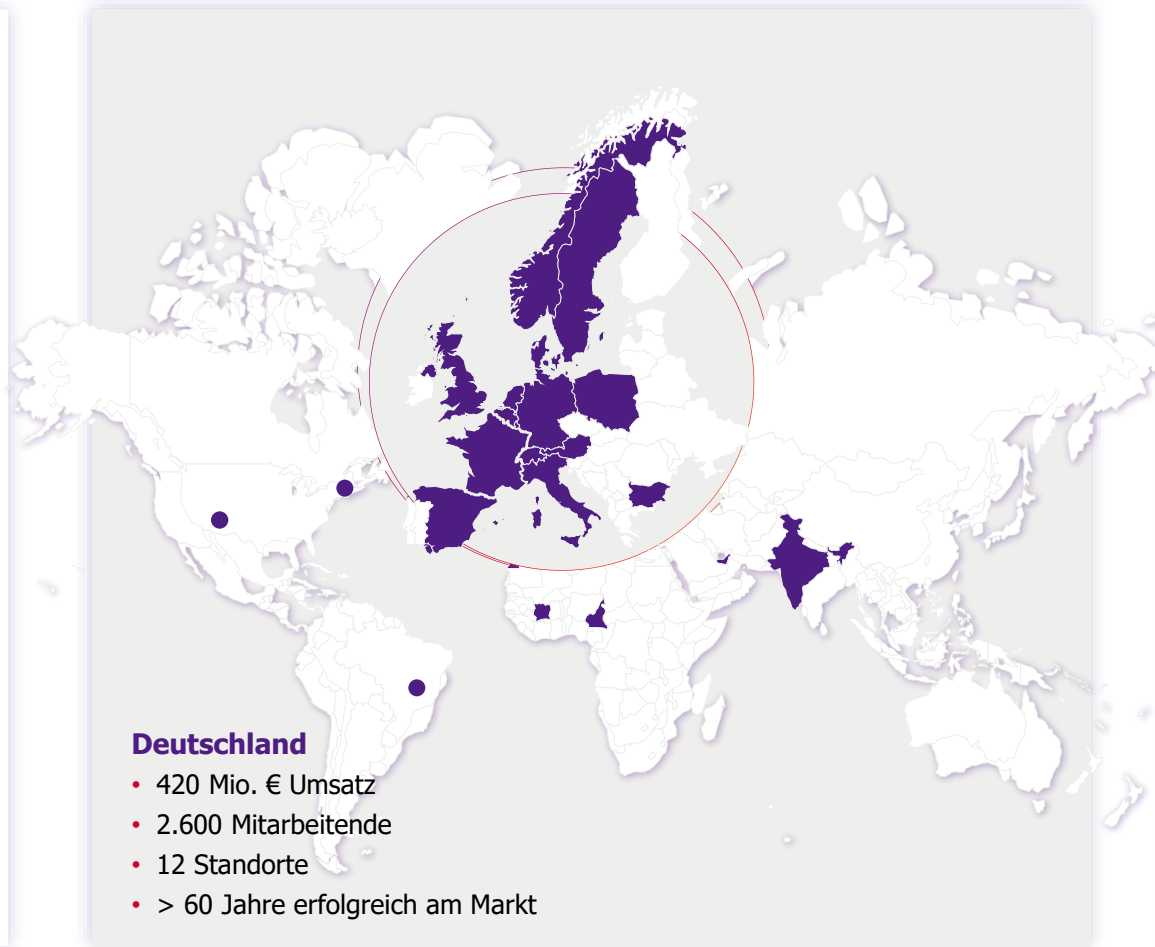 Deutschland
• 420 Mio. € Umsatz
• 2.600 Mitarbeitende
• 12 Standorte
• > 60 Jahre erfolgreich am Markt